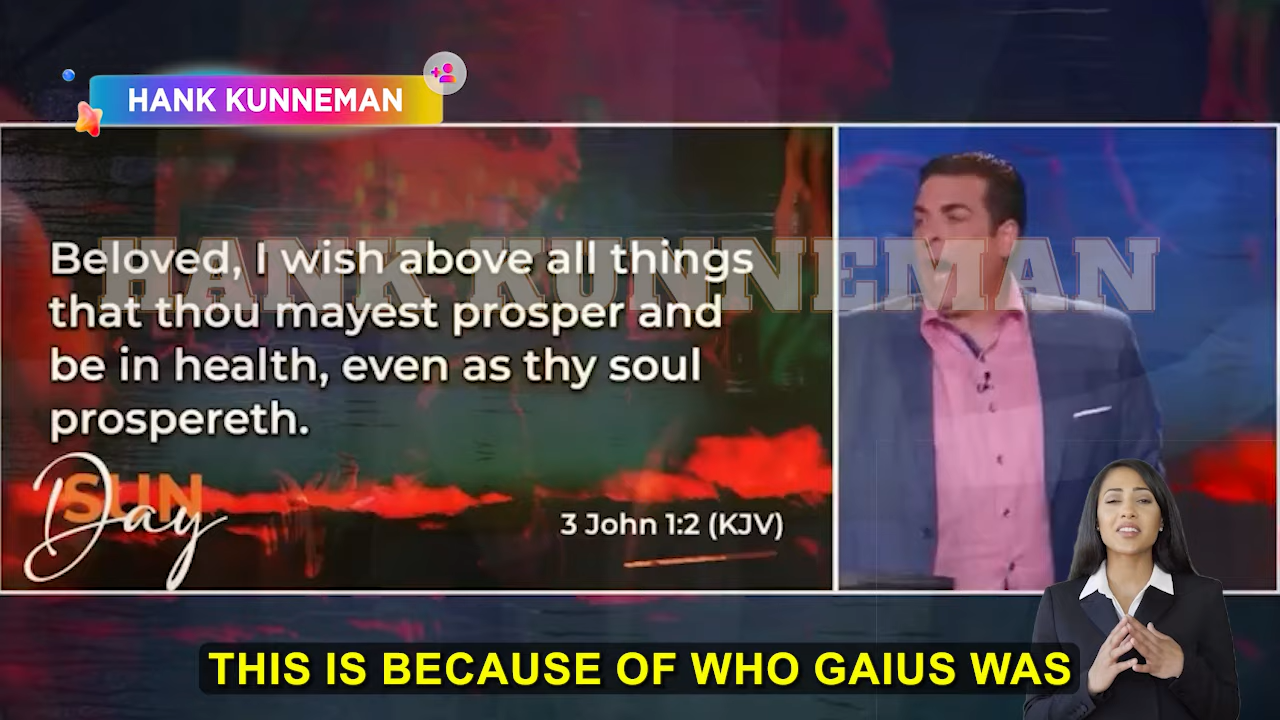 HANK KUNNEMAN
HANK KUNNEMAN
Beloved, I wish above all things
that thou mayest prosper and
be in health, even as thy soul
prospereth.
SUN
Day
3 John 1:2 (KJV)
THIS IS BECAUSE OF WHO GAIUS WAS